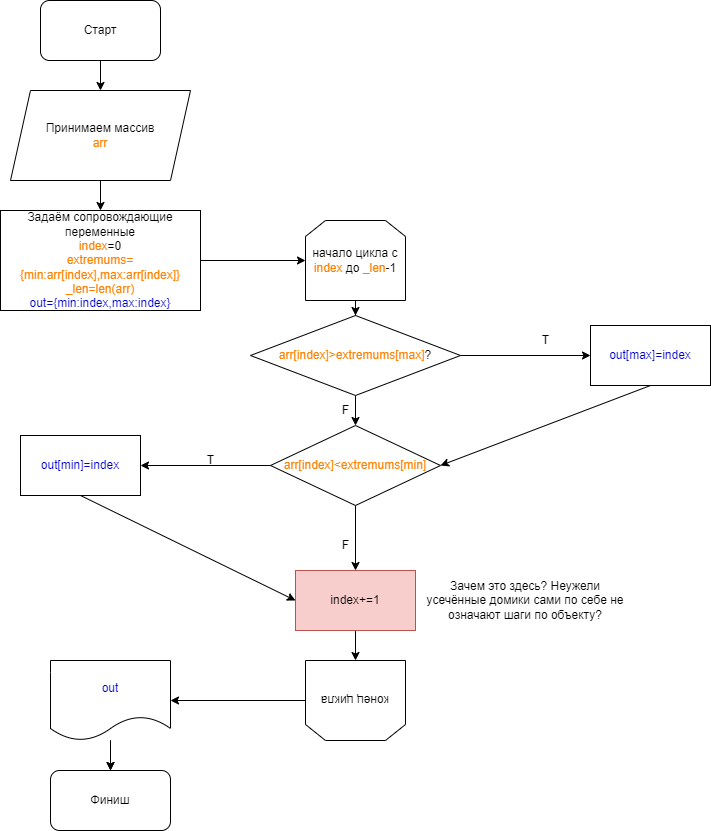 Старт
Принимаем массив
arr
Задаём сопровождающие
переменные
index=0
extremums=
{min:arr[index],max:arr[index]}
_len=len(arr)
out={min:index,max:index}
начало цикла с
index до _len-1
arr[index]>extremums[max]?
T
out[max]=index
F
arr[index]<extremums[min]
T
out[min]=index
F
index+=1
Зачем это здесь? Неужели
усечённые домики сами по себе не
означают шаги по объекту?
конец цикла
out
Финиш